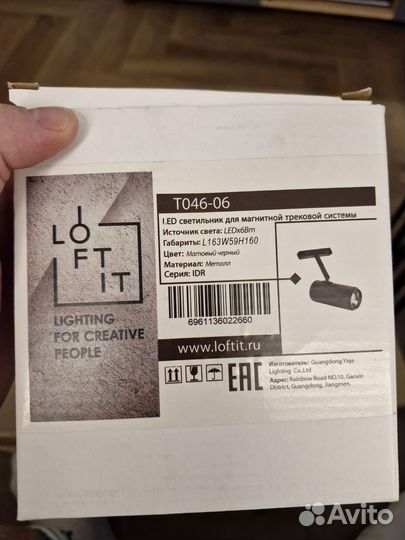 T046-06
LED светильник для магнитной трековой системы
Источник света: LEDx6Вт
Габариты: L163W59H160
Цвет: Матовый черный
Материал: Металл
Серия: IDR
LO
FT
IT
LIGHTING
FOR CREATIVE
PEOPLE
6961136022660
www.loftit.ru
EAC
Изготовитель: Guangdong Yiqe
Lighting Co.,Ltd
Адрес: Rainbow Road NO.10, Gaoxin
District, Guangdong, Jiangmen.
Avito